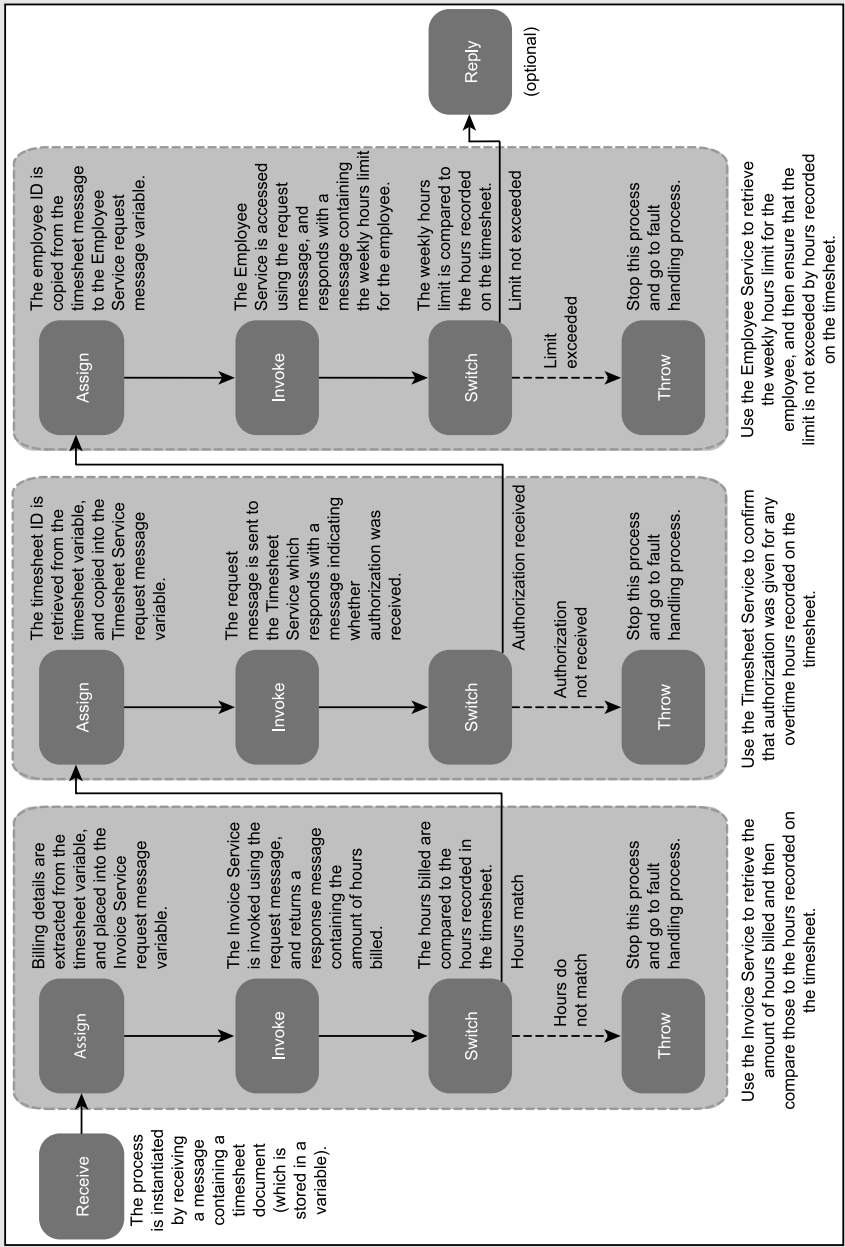 Receive
The process
is instantiated
by receiving
a message
containing a
timesheet
document
(which is
stored in a
variable).
Assign
Billing details are
extracted from the
timesheet variable,
and placed into the
Invoice Service
request message
variable.
Invoke
The Invoice Service
is invoked using the
request message,
and returns a
response message
containing the
amount of hours
billed.
Switch
The hours billed are
compared to the
hours recorded in
the timesheet.
Hours match
Hours do
not match
Throw
Stop this process
and go to fault
handling process.
Use the Invoice Service to retrieve the
amount of hours billed and then
compare those to the hours recorded on
the timesheet.
Assign
The timesheet ID is
retrieved from the
timesheet variable,
and copied into the
Timesheet Service
request message
variable.
Invoke
The request
message is sent to
the Timesheet
Service which
responds with a
message indicating
whether
authorization was
received.
Switch
Authorization received
Authorization
not received
Throw
Stop this process
and go to fault
handling process.
Use the Timesheet Service to confirm
that authorization was given for any
overtime hours recorded on the
timesheet.
Assign
The employee ID is
copied from the
timesheet message
to the Employee
Service request
message variable.
Invoke
The Employee
Service is accessed
using the request
message, and
responds with a
message containing
the weekly hours limit
for the employee.
Switch
The weekly hours
limit is compared to
the hours recorded
on the timesheet.
Limit not exceeded
Limit
exceeded
Throw
Stop this process
and go to fault
handling process.
Use the Employee Service to retrieve
the weekly hours limit for the
employee, and then ensure that the
limit is not exceeded by hours recorded
on the timesheet.
Reply
(optional)